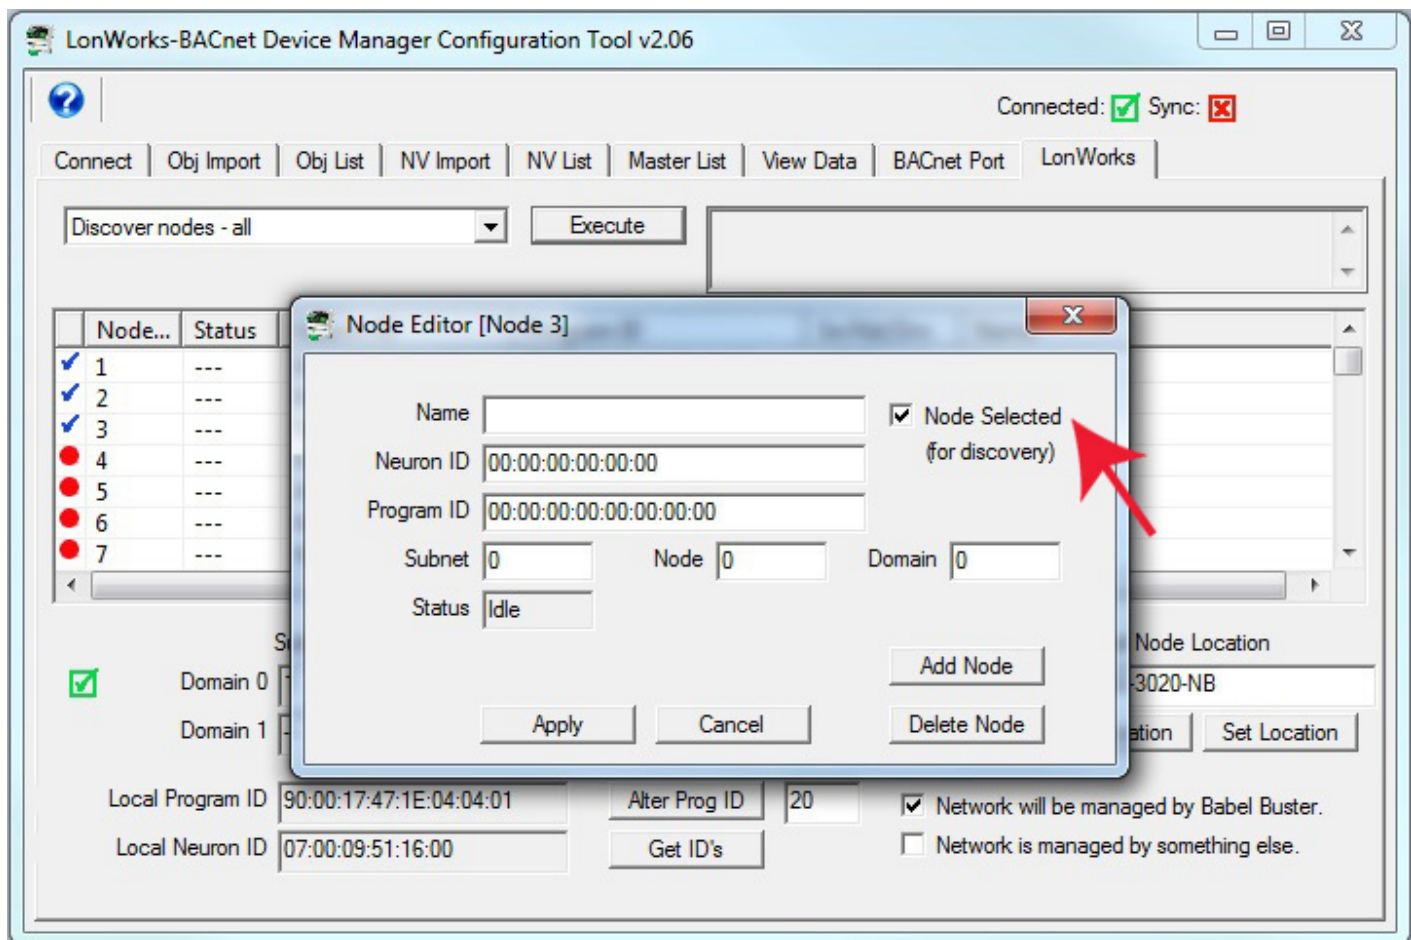 LonWorks-BACnet Device Manager Configuration Tool v2.06
Connected: Sync:
Connect Obj Import Obj List NV Import NV List Master List View Data BACnet Port LonWorks
Discover nodes - all Execute
Node... Status
Node Editor [Node 3]
1 ---
2 ---
3 ---
4 ---
5 ---
6 ---
7 ---
Name
Node Selected
(for discovery)
Neuron ID 00:00:00:00:00:00
Program ID 00:00:00:00:00:00:00:00
Subnet 0 Node 0 Domain 0
Status Idle
Add Node
Apply Cancel Delete Node
Node Location
Domain 0 -3020-NB
Domain 1 Set Location
Local Program ID 90:00:17:47:1E:04:04:01 Alter Prog ID 20 Network will be managed by Babel Buster.
Local Neuron ID 07:00:09:51:16:00 Get ID's Network is managed by something else.